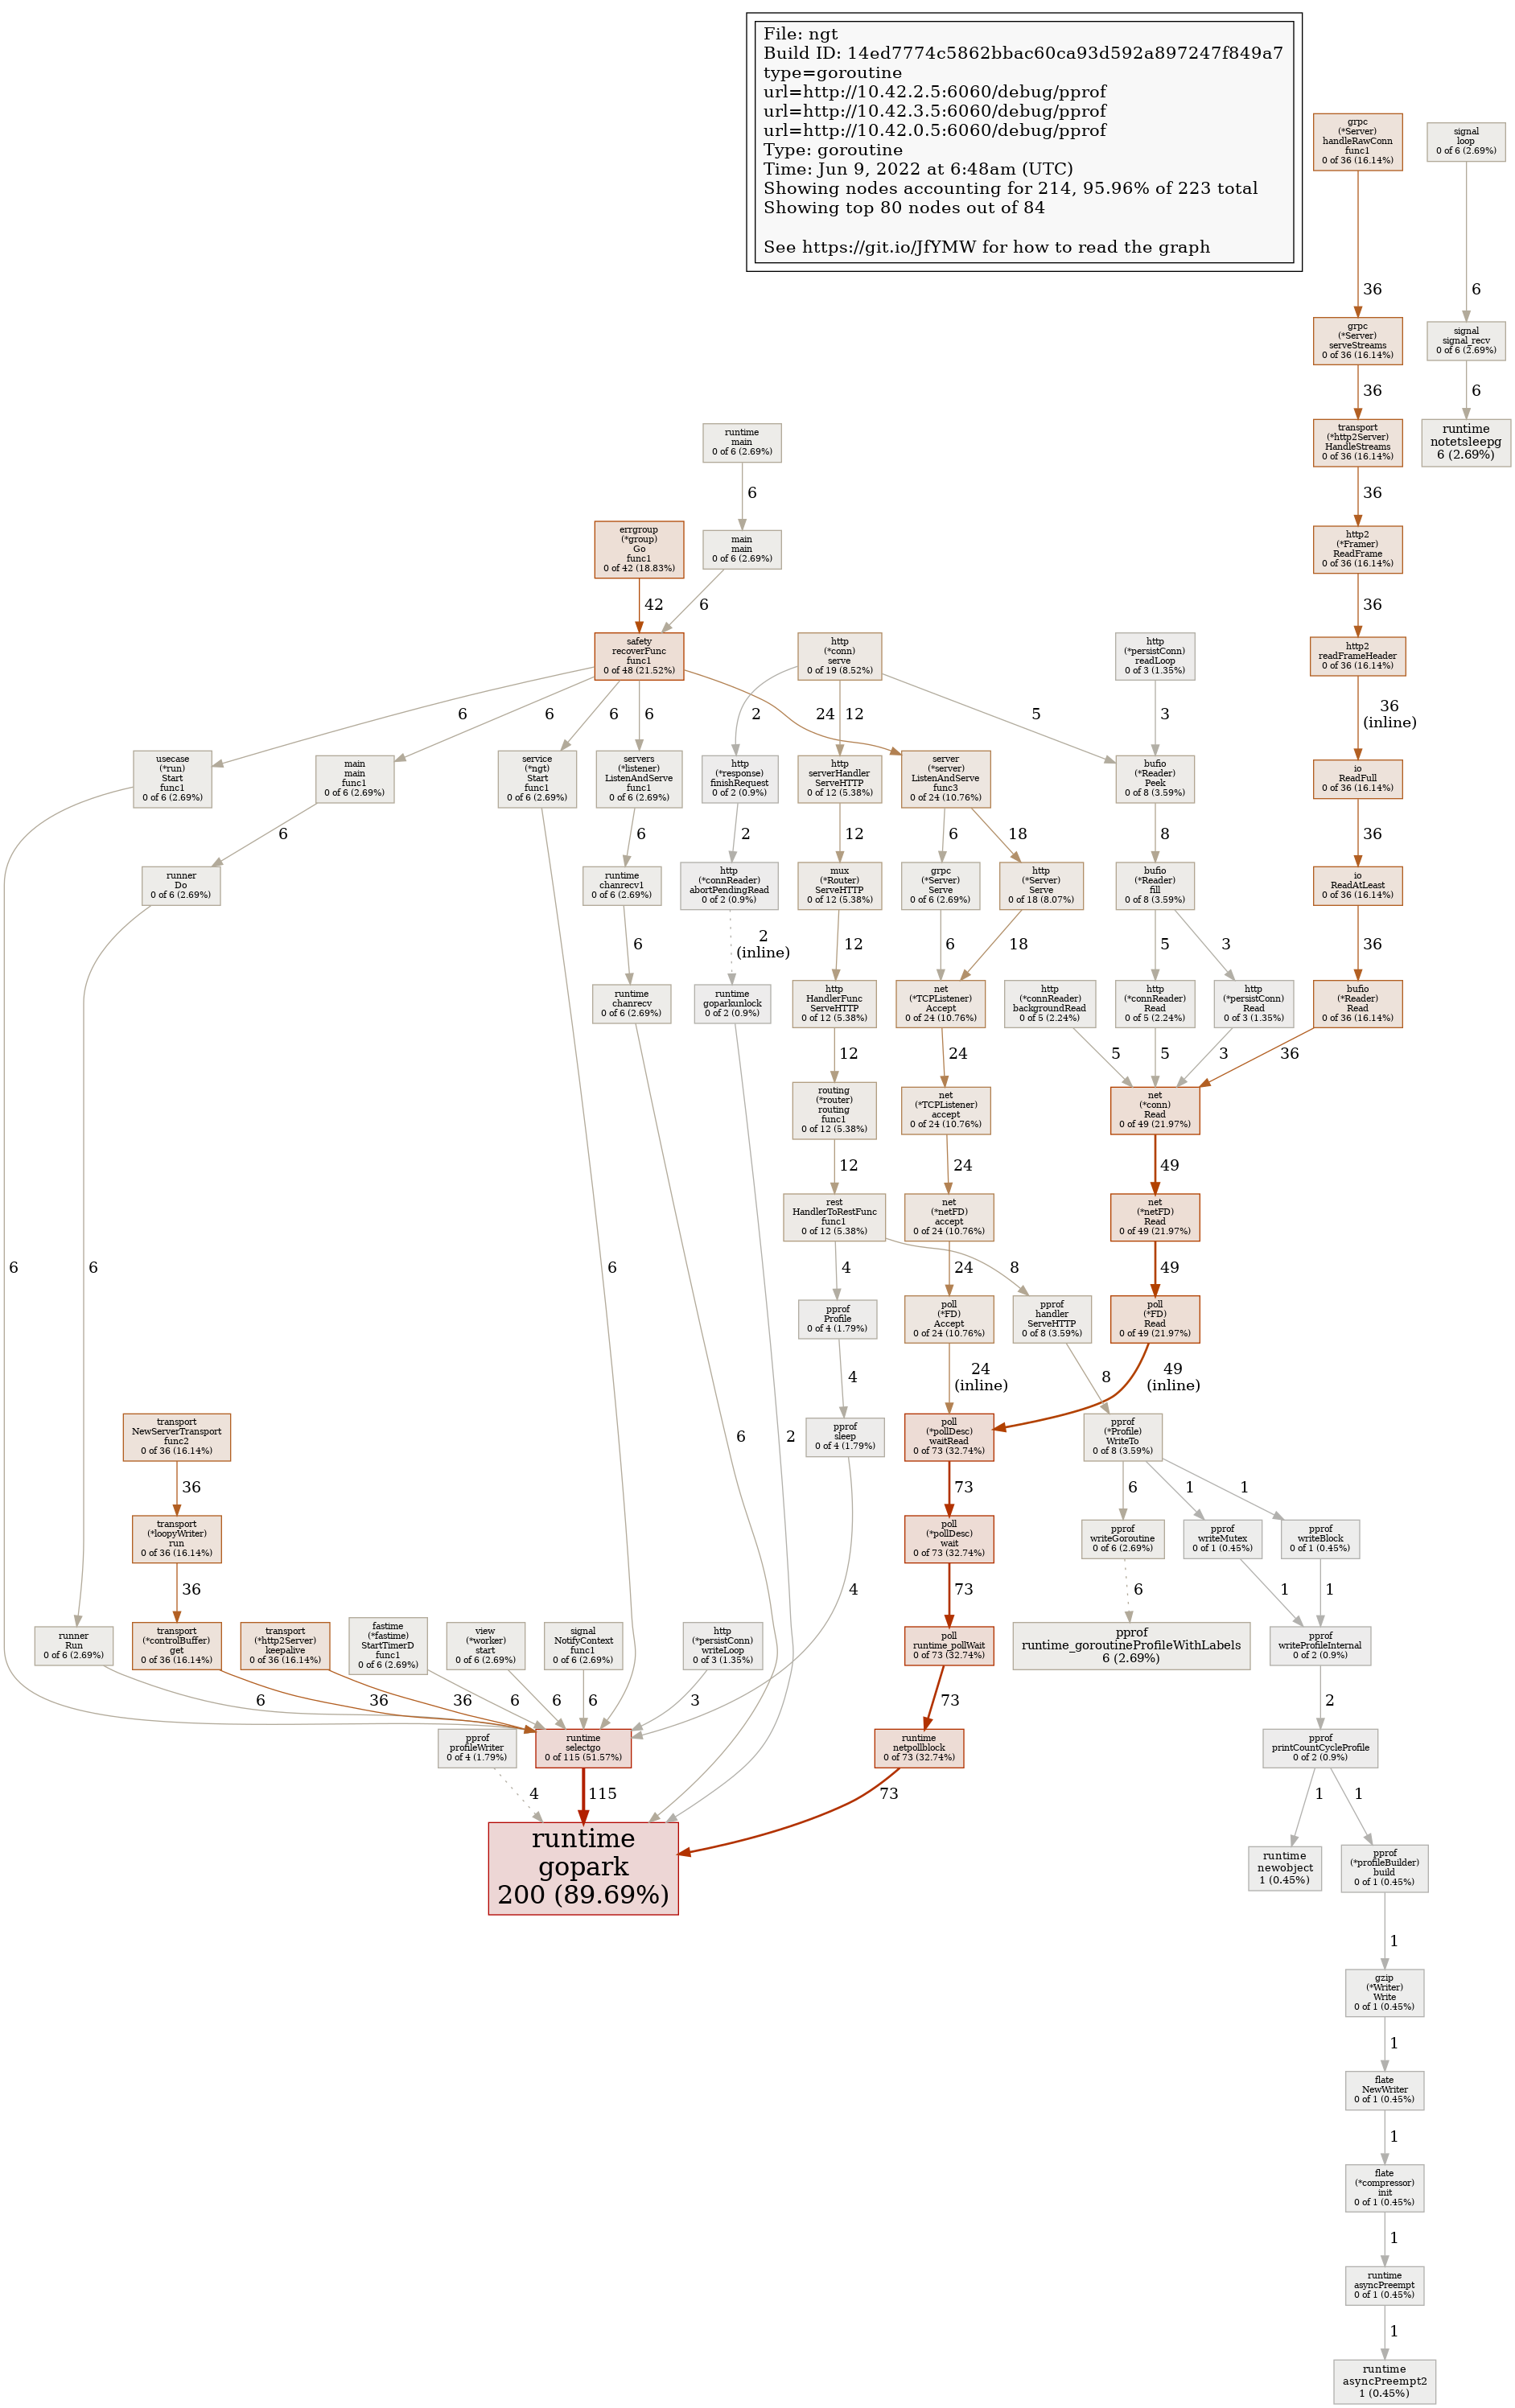 File: ngt
Build ID: 14ed7774c5862bbac60ca93d592a897247f849a7
type=goroutine
url=http://10.42.2.5:6060/debug/pprof
url=http://10.42.3.5:6060/debug/pprof
url=http://10.42.0.5:6060/debug/pprof
Type: goroutine
Time: Jun 9, 2022 at 6:48am (UTC)
Showing nodes accounting for 214, 95.96% of 223 total
Showing top 80 nodes out of 84
See https://git.io/JfYMW for how to read the graph
grpc
(*Server)
handleRawConn
func1
0 of 36 (16.14%)
signal
loop
0 of 6 (2.69%)
36
6
grpc
(*Server)
serveStreams
0 of 36 (16.14%)
signal
signal_recv
0 of 6 (2.69%)
36
6
runtime
main
0 of 6 (2.69%)
transport
(*http2Server)
HandleStreams
0 of 36 (16.14%)
runtime
notetsleepg
6 (2.69%)
6
36
errgroup
(*group)
Go
func1
0 of 42 (18.83%)
main
main
0 of 6 (2.69%)
http2
(*Framer)
ReadFrame
0 of 36 (16.14%)
42
6
36
safety
recoverFunc
func1
0 of 48 (21.52%)
http
(*conn)
serve
0 of 19 (8.52%)
http
(*persistConn)
readLoop
0 of 3 (1.35%)
http2
readFrameHeader
0 of 36 (16.14%)
6
6
6
6
2
24
12
5
3
36
(inline)
usecase
(*run)
Start
func1
0 of 6 (2.69%)
main
main
func1
0 of 6 (2.69%)
service
(*ngt)
Start
func1
0 of 6 (2.69%)
servers
(*listener)
ListenAndServe
func1
0 of 6 (2.69%)
http
(*response)
finishRequest
0 of 2 (0.9%)
http
serverHandler
ServeHTTP
0 of 12 (5.38%)
server
(*server)
ListenAndServe
func3
0 of 24 (10.76%)
bufio
(*Reader)
Peek
0 of 8 (3.59%)
io
ReadFull
0 of 36 (16.14%)
6
6
2
12
6
18
8
36
runner
Do
0 of 6 (2.69%)
runtime
chanrecv1
0 of 6 (2.69%)
http
(*connReader)
abortPendingRead
0 of 2 (0.9%)
mux
(*Router)
ServeHTTP
0 of 12 (5.38%)
grpc
(*Server)
Serve
0 of 6 (2.69%)
http
(*Server)
Serve
0 of 18 (8.07%)
bufio
(*Reader)
fill
0 of 8 (3.59%)
io
ReadAtLeast
0 of 36 (16.14%)
6
2
(inline)
12
6
18
5
3
36
runtime
chanrecv
0 of 6 (2.69%)
runtime
goparkunlock
0 of 2 (0.9%)
http
HandlerFunc
ServeHTTP
0 of 12 (5.38%)
net
(*TCPListener)
Accept
0 of 24 (10.76%)
http
(*connReader)
backgroundRead
0 of 5 (2.24%)
http
(*connReader)
Read
0 of 5 (2.24%)
http
(*persistConn)
Read
0 of 3 (1.35%)
bufio
(*Reader)
Read
0 of 36 (16.14%)
12
24
5
5
3
36
routing
(*router)
routing
func1
0 of 12 (5.38%)
net
(*TCPListener)
accept
0 of 24 (10.76%)
net
(*conn)
Read
0 of 49 (21.97%)
12
24
49
rest
HandlerToRestFunc
func1
0 of 12 (5.38%)
net
(*netFD)
accept
0 of 24 (10.76%)
net
(*netFD)
Read
0 of 49 (21.97%)
6
6
6
4
24
8
49
pprof
Profile
0 of 4 (1.79%)
poll
(*FD)
Accept
0 of 24 (10.76%)
pprof
handler
ServeHTTP
0 of 8 (3.59%)
poll
(*FD)
Read
0 of 49 (21.97%)
4
24
(inline)
8
49
(inline)
transport
NewServerTransport
func2
0 of 36 (16.14%)
6
2
pprof
sleep
0 of 4 (1.79%)
poll
(*pollDesc)
waitRead
0 of 73 (32.74%)
pprof
(*Profile)
WriteTo
0 of 8 (3.59%)
36
73
6
1
1
transport
(*loopyWriter)
run
0 of 36 (16.14%)
poll
(*pollDesc)
wait
0 of 73 (32.74%)
pprof
writeGoroutine
0 of 6 (2.69%)
pprof
writeMutex
0 of 1 (0.45%)
pprof
writeBlock
0 of 1 (0.45%)
36
4
73
6
1
1
runner
Run
0 of 6 (2.69%)
transport
(*controlBuffer)
get
0 of 36 (16.14%)
transport
(*http2Server)
keepalive
0 of 36 (16.14%)
fastime
(*fastime)
StartTimerD
func1
0 of 6 (2.69%)
view
(*worker)
start
0 of 6 (2.69%)
signal
NotifyContext
func1
0 of 6 (2.69%)
http
(*persistConn)
writeLoop
0 of 3 (1.35%)
poll
runtime_pollWait
0 of 73 (32.74%)
pprof
runtime_goroutineProfileWithLabels
6 (2.69%)
pprof
writeProfileInternal
0 of 2 (0.9%)
6
36
36
6
6
6
3
73
2
pprof
profileWriter
0 of 4 (1.79%)
runtime
selectgo
0 of 115 (51.57%)
runtime
netpollblock
0 of 73 (32.74%)
pprof
printCountCycleProfile
0 of 2 (0.9%)
4
115
73
1
1
runtime
gopark
200 (89.69%)
runtime
newobject
1 (0.45%)
pprof
(*profileBuilder)
build
0 of 1 (0.45%)
1
gzip
(*Writer)
Write
0 of 1 (0.45%)
1
flate
NewWriter
0 of 1 (0.45%)
1
flate
(*compressor)
init
0 of 1 (0.45%)
1
runtime
asyncPreempt
0 of 1 (0.45%)
1
runtime
asyncPreempt2
1 (0.45%)